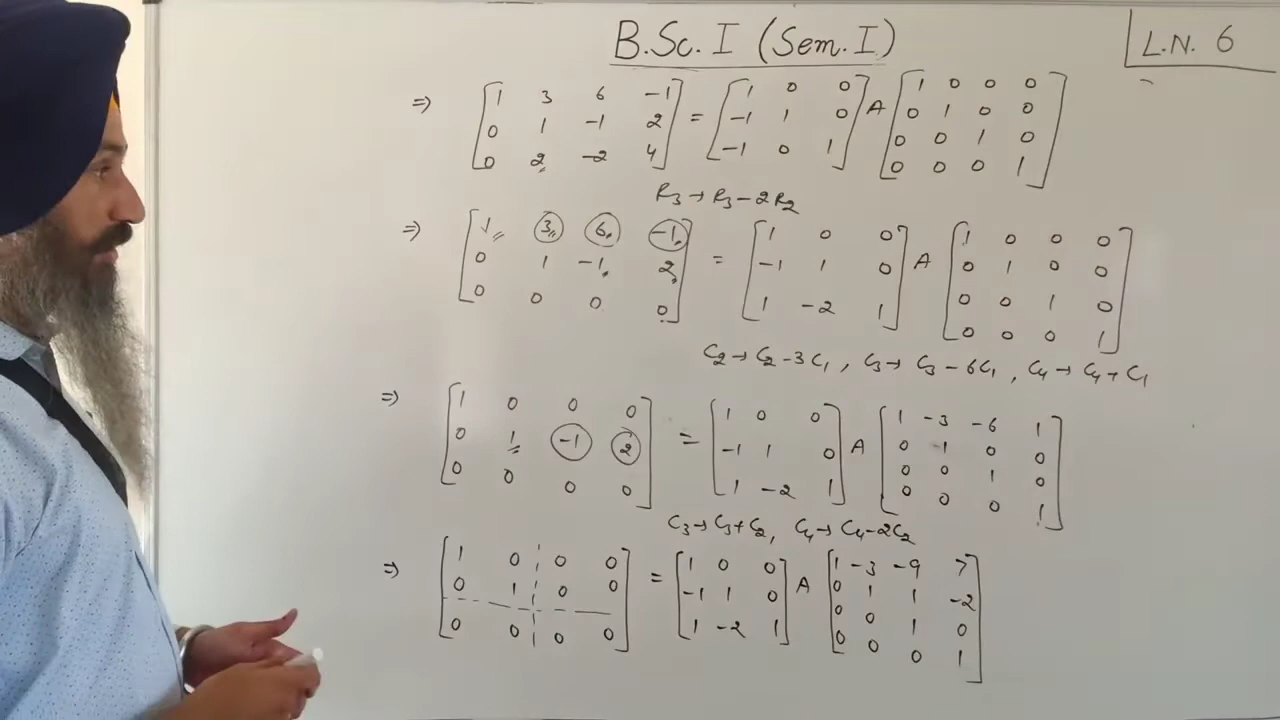 B.Sc. I (Sem. I)
L.N. 6
⇒ [1 3 6 -1] = [1 0 0] A [1 0 0 0]
[0 1 -1 2] [-1 1 0] [0 1 0 0]
[0 2 -2 4] [-1 0 1] [0 0 1 0]
[0 0 0 1]
R3 → R3 - 2R2
⇒ [1 3 6 -1] = [1 0 0] A [1 0 0 0]
[0 1 -1 2] [-1 1 0] [0 1 0 0]
[0 0 0 0] [1 -2 1] [0 0 1 0]
[0 0 0 1]
C2 → C2 - 3C1, C3 → C3 - 6C1, C4 → C4 + C1
⇒ [1 0 0 0] = [1 0 0] A [1 -3 -6 1]
[0 1 -1 2] [-1 1 0] [0 1 0 0]
[0 0 0 0] [1 -2 1] [0 0 1 0]
[0 0 0 1]
C3 → C3 + C2, C4 → C4 - 2C2
⇒ [1 0 0 0] = [1 0 0] A [1 -3 -9 7]
[0 1 0 0] [-1 1 0] [0 1 1 -2]
[0 0 0 0] [1 -2 1] [0 0 1 0]
[0 0 0 1]